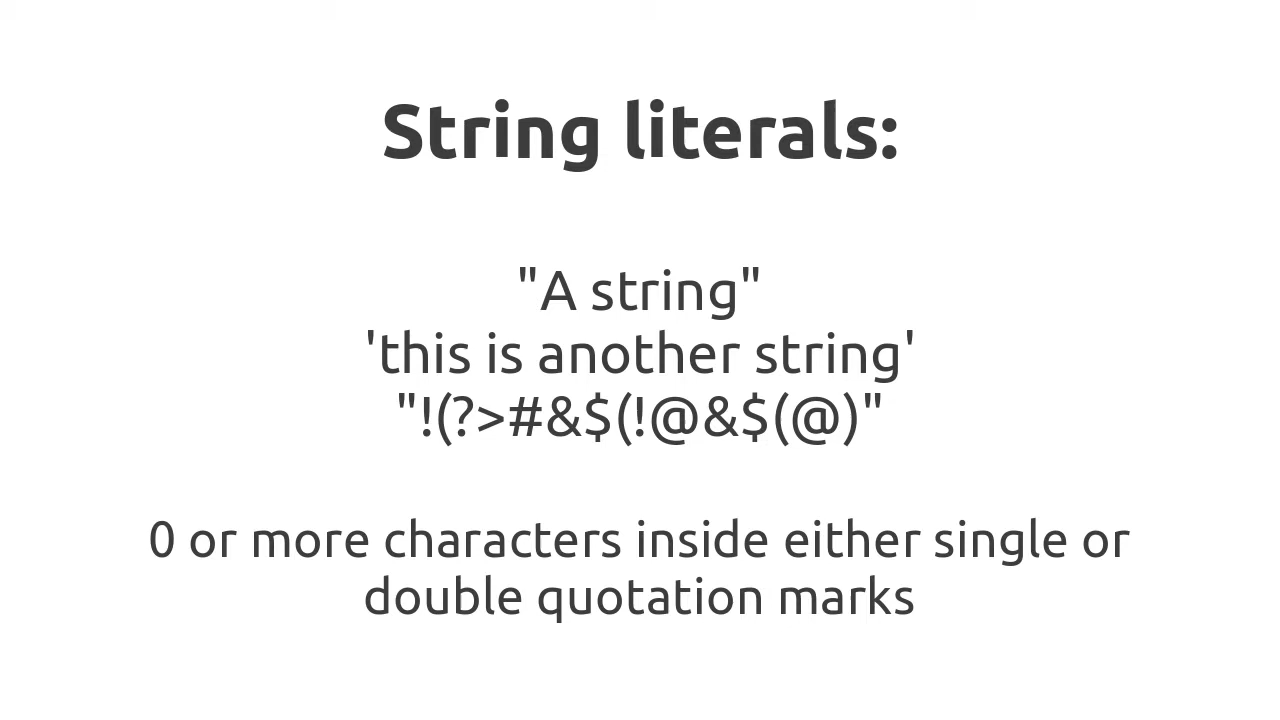 String literals:
"A string"
'this is another string'
"!(?>#&$(!@&$(@)"
0 or more characters inside either single or
double quotation marks